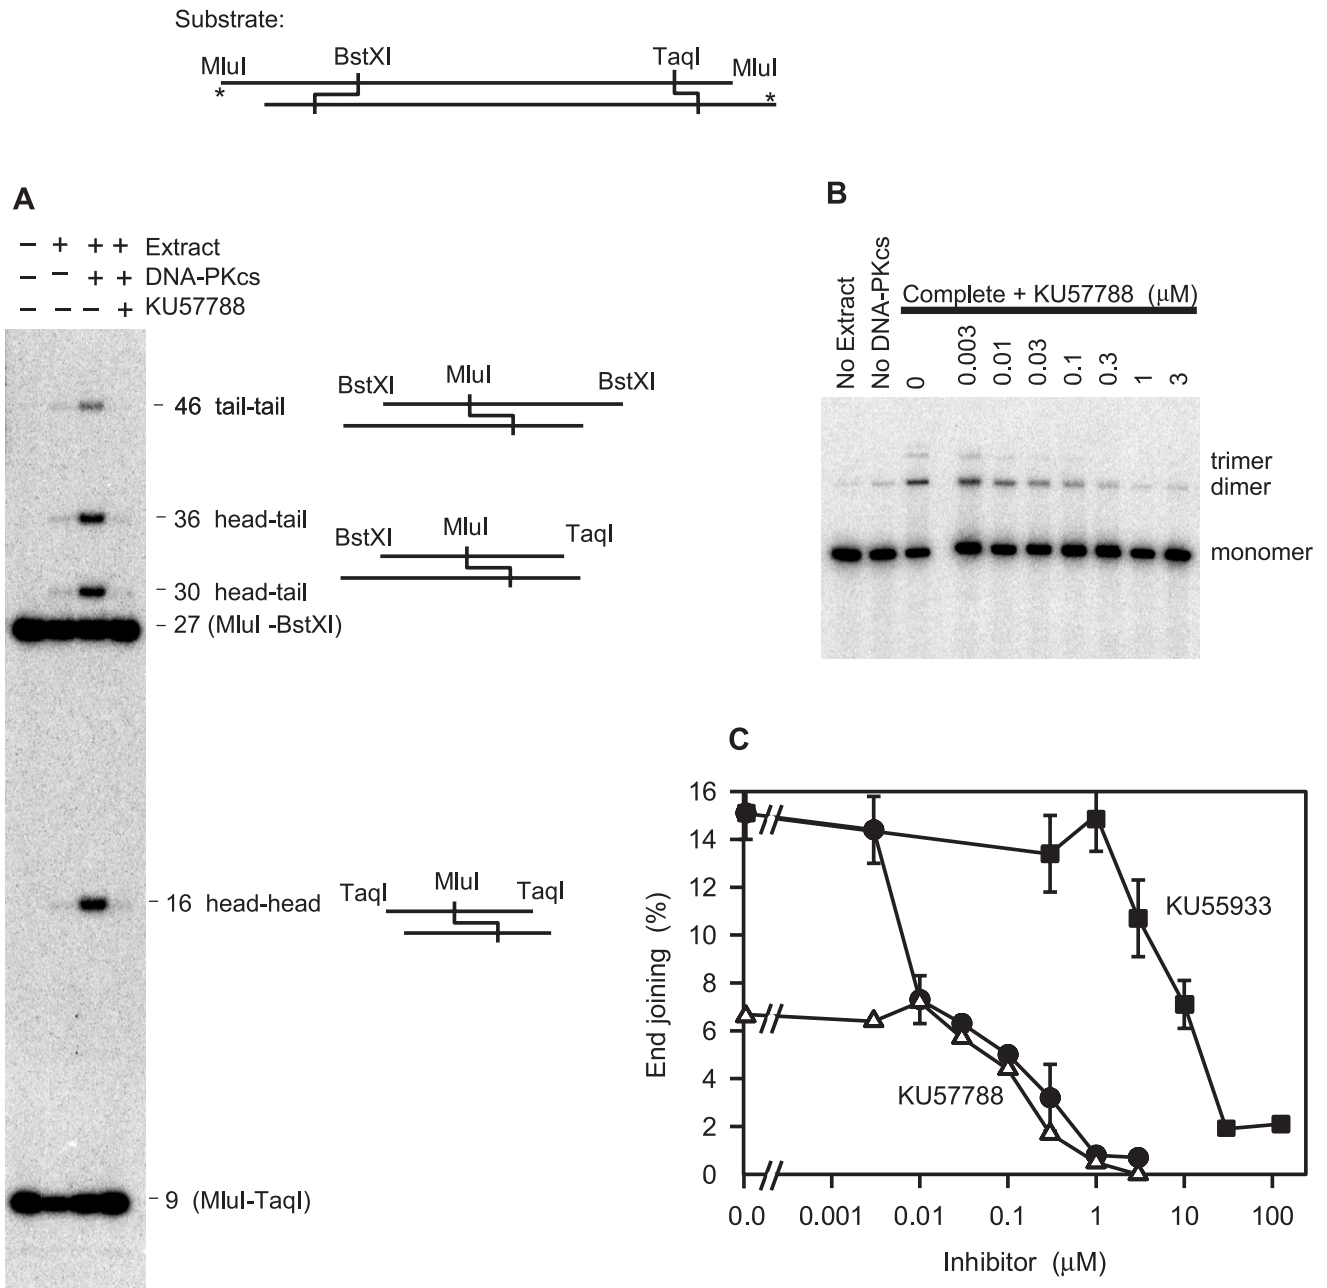 Substrate:
MluI BstXI TaqI MluI
* *
A
– + + + Extract
– – + + DNA-PKcs
– – – + KU57788
– 46 tail-tail
– 36 head-tail
– 30 head-tail
– 27 (MluI -BstXI)
– 16 head-head
– 9 (MluI-TaqI)
BstXI MluI BstXI
BstXI MluI TaqI
TaqI MluI TaqI
B
No Extract
No DNA-PKcs
Complete + KU57788 (μM)
0 0.003 0.01 0.03 0.1 0.3 1 3
trimer
dimer
monomer
C
End joining (%)
16
14
12
10
8
6
4
2
0
KU55933
KU57788
0.0 0.001 0.01 0.1 1 10 100
Inhibitor (μM)